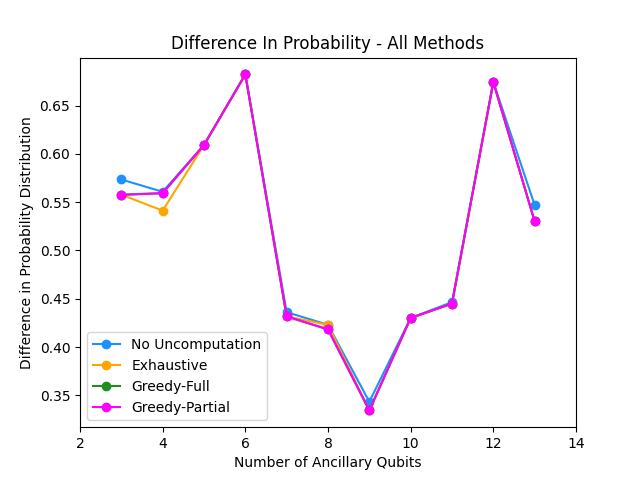 Difference In Probability - All Methods
Difference in Probability Distribution
0.65
0.60
0.55
0.50
0.45
0.40
0.35
No Uncomputation
Exhaustive
Greedy-Full
Greedy-Partial
2 4 6 8 10 12 14
Number of Ancillary Qubits